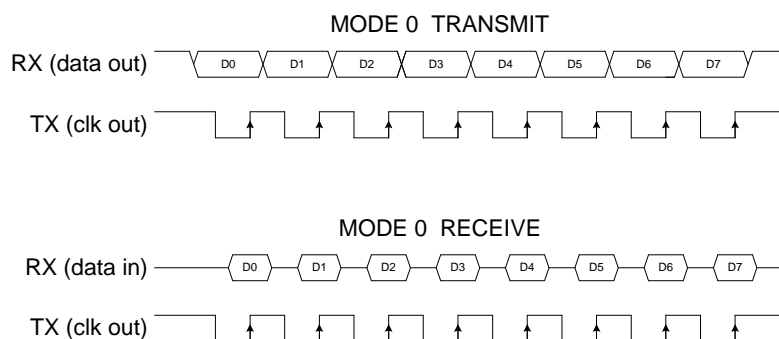 MODE 0 TRANSMIT
RX (data out) D0 D1 D2 D3 D4 D5 D6 D7
TX (clk out)
MODE 0 RECEIVE
RX (data in) D0 D1 D2 D3 D4 D5 D6 D7
TX (clk out)